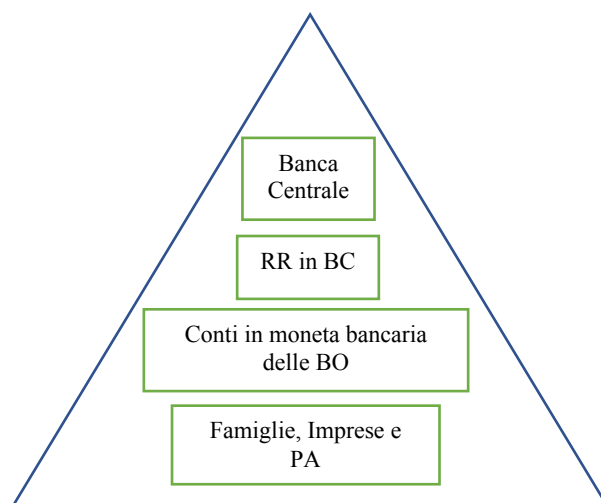 Banca
Centrale
RR in BC
Conti in moneta bancaria
delle BO
Famiglie, Imprese e
PA